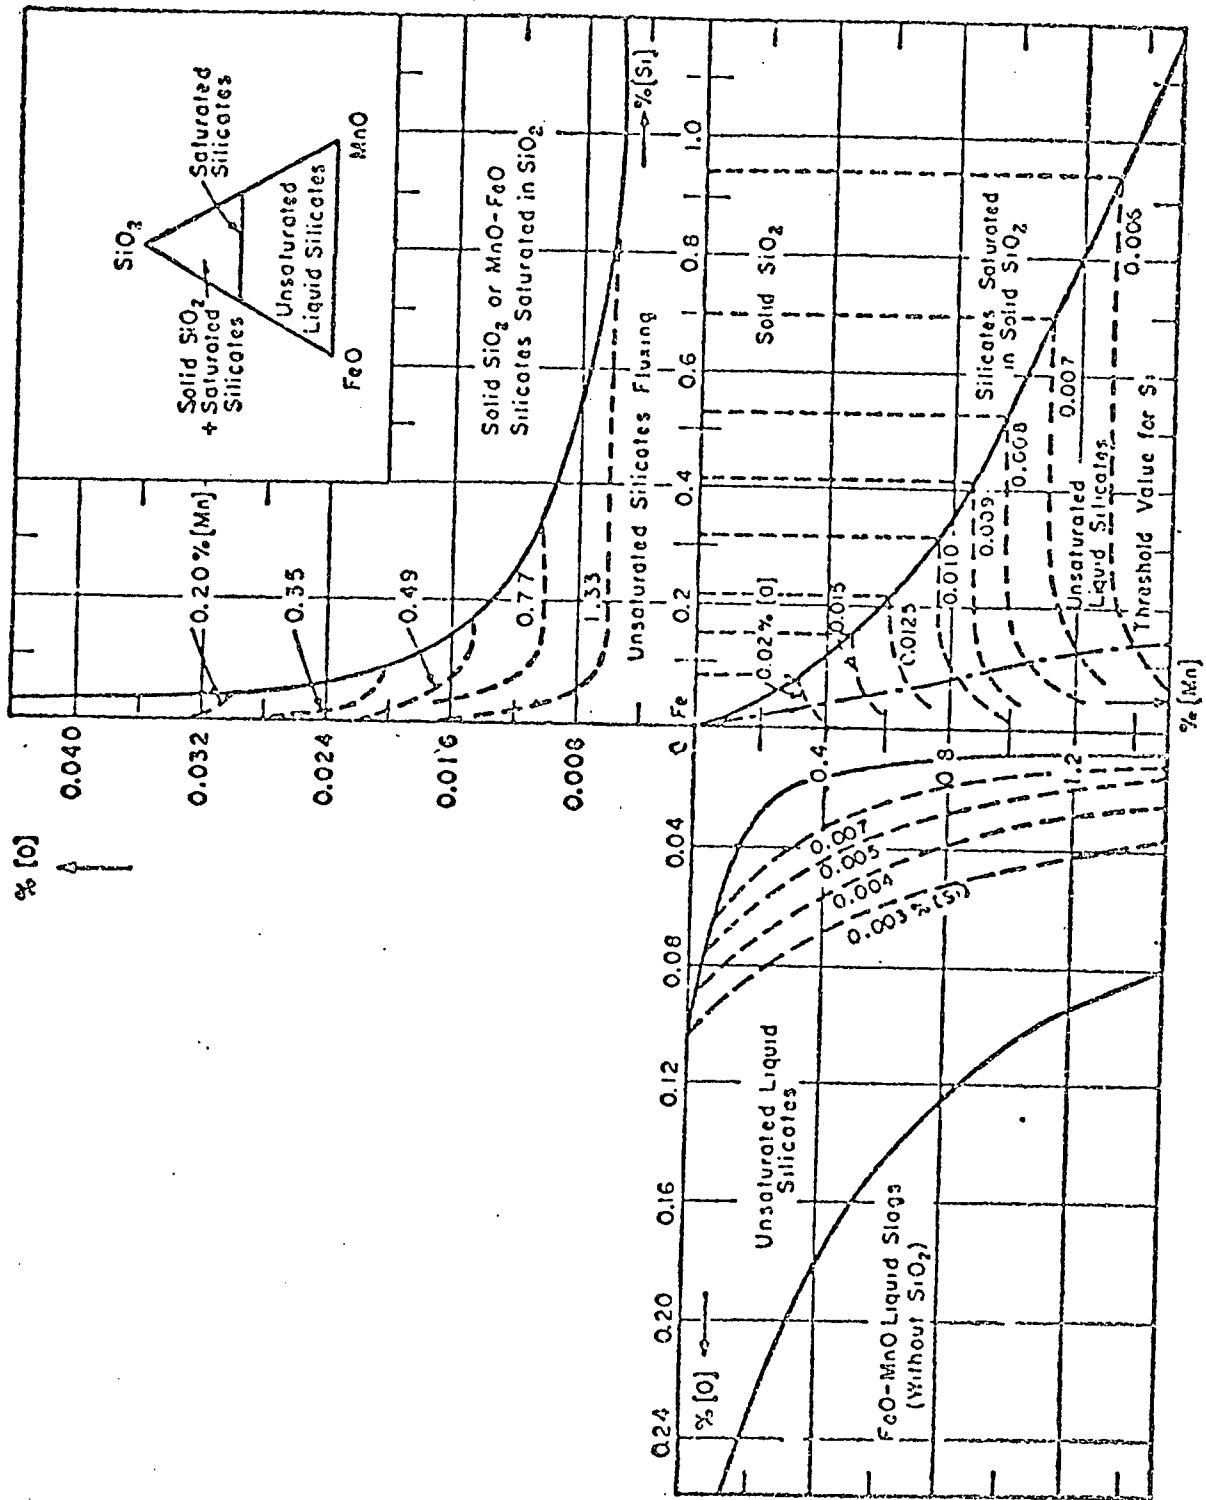 % [O]
0.040
0.032
0.024
0.016
0.008
0.20 % [Mn]
0.35
0.49
0.77
1.33
SiO2
Solid SiO2
+ Saturated
Silicates
Saturated
Silicates
Unsaturated
Liquid Silicates
FeO
MnO
Solid SiO2 or MnO-FeO
Silicates Saturated in SiO2
Unsaturated Silicates Fluxing
% [Si]
Fe
0.2
0.4
0.6
0.8
1.0
0.02 % [O]
0.015
0.0125
0.010
0.009
0.008
0.007
0.006
Solid SiO2
Silicates Saturated
in Solid SiO2
Unsaturated
Liquid Silicates
Threshold Value for Si
% [Mn]
0.4
0.8
1.2
0.04
0.08
0.12
0.16
0.20
0.24
% [O]
0.007
0.005
0.004
0.003 % [Si]
Unsaturated Liquid
Silicates
FeO-MnO Liquid Slags
(Without SiO2)